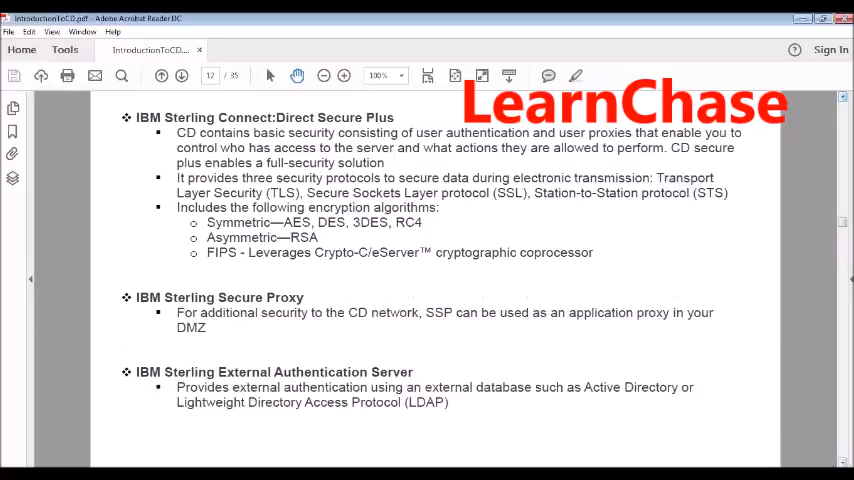 IntroductionToCD.pdf - Adobe Acrobat Reader DC
File Edit View Window Help
Home Tools IntroductionToCD.... × ? Sign In
12 / 35 100%
LearnChase
❖ IBM Sterling Connect:Direct Secure Plus
▪ CD contains basic security consisting of user authentication and user proxies that enable you to
control who has access to the server and what actions they are allowed to perform. CD secure
plus enables a full-security solution
▪ It provides three security protocols to secure data during electronic transmission: Transport
Layer Security (TLS), Secure Sockets Layer protocol (SSL), Station-to-Station protocol (STS)
▪ Includes the following encryption algorithms:
o Symmetric—AES, DES, 3DES, RC4
o Asymmetric—RSA
o FIPS - Leverages Crypto-C/eServer™ cryptographic coprocessor
❖ IBM Sterling Secure Proxy
▪ For additional security to the CD network, SSP can be used as an application proxy in your
DMZ
❖ IBM Sterling External Authentication Server
▪ Provides external authentication using an external database such as Active Directory or
Lightweight Directory Access Protocol (LDAP)